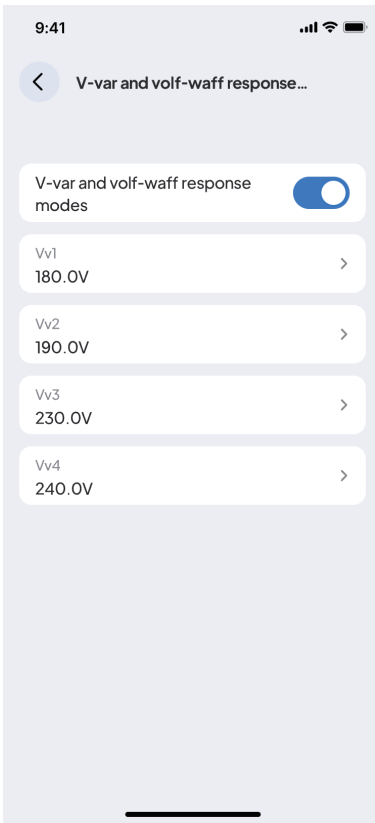 9:41
V-var and volf-waff response...
V-var and volf-waff response
modes
Vv1
180.0V
Vv2
190.0V
Vv3
230.0V
Vv4
240.0V